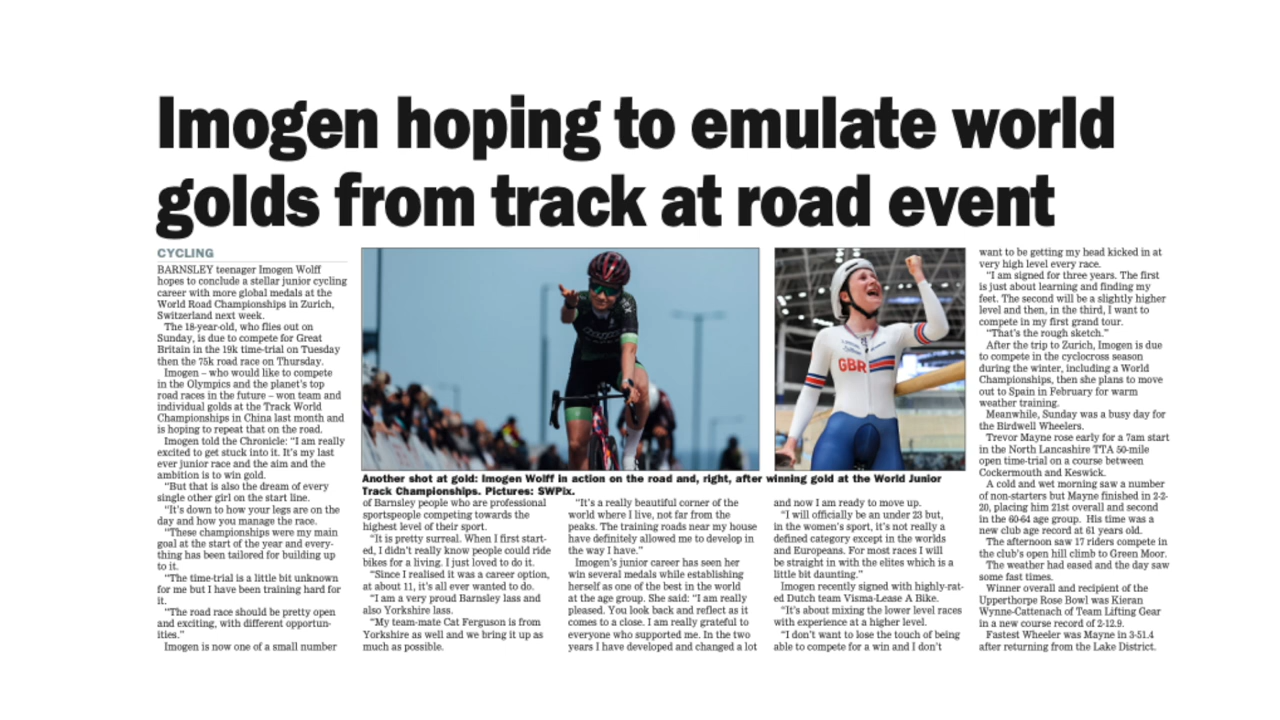 Imogen hoping to emulate world
golds from track at road event
CYCLING
BARNSLEY teenager Imogen Wolff
hopes to conclude a stellar junior cycling
career with more global medals at the
World Road Championships in Zurich,
Switzerland next week.
The 18-year-old, who flies out on
Sunday, is due to compete for Great
Britain in the 19k time-trial on Tuesday
then the 75k road race on Thursday.
Imogen – who would like to compete
in the Olympics and the planet's top
road races in the future – won team and
individual golds at the Track World
Championships in China last month and
is hoping to repeat that on the road.
Imogen told the Chronicle: “I am really
excited to get stuck into it. It's my last
ever junior race and the aim and the
ambition is to win gold.
“But that is also the dream of every
single other girl on the start line.
“It's down to how your legs are on the
day and how you manage the race.
“These championships were my main
goal at the start of the year and every-
thing has been tailored for building up
to it.
“The time-trial is a little bit unknown
for me but I have been training hard for
it.
“The road race should be pretty open
and exciting, with different opportun-
ities.”
Imogen is now one of a small number
GBR
Another shot at gold: Imogen Wolff in action on the road and, right, after winning gold at the World Junior
Track Championships. Pictures: SWPix.
of Barnsley people who are professional
sportspeople competing towards the
highest level of their sport.
“It is pretty surreal. When I first start-
ed, I didn't really know people could ride
bikes for a living. I just loved to do it.
“Since I realised it was a career option,
at about 11, it's all ever wanted to do.
“I am a very proud Barnsley lass and
also Yorkshire lass.
“My team-mate Cat Ferguson is from
Yorkshire as well and we bring it up as
much as possible.
“It's a really beautiful corner of the
world where I live, not far from the
peaks. The training roads near my house
have definitely allowed me to develop in
the way I have.”
Imogen's junior career has seen her
win several medals while establishing
herself as one of the best in the world
at the age group. She said: “I am really
pleased. You look back and reflect as it
comes to a close. I am really grateful to
everyone who supported me. In the two
years I have developed and changed a lot
and now I am ready to move up.
“I will officially be an under 23 but,
in the women's sport, it's not really a
defined category except in the worlds
and Europeans. For most races I will
be straight in with the elites which is a
little bit daunting.”
Imogen recently signed with highly-rat-
ed Dutch team Visma-Lease A Bike.
“It's about mixing the lower level races
with experience at a higher level.
“I don't want to lose the touch of being
able to compete for a win and I don't
want to be getting my head kicked in at
very high level every race.
“I am signed for three years. The first
is just about learning and finding my
feet. The second will be a slightly higher
level and then, in the third, I want to
compete in my first grand tour.
“That's the rough sketch.”
After the trip to Zurich, Imogen is due
to compete in the cyclocross season
during the winter, including a World
Championships, then she plans to move
out to Spain in February for warm
weather training.
Meanwhile, Sunday was a busy day for
the Birdwell Wheelers.
Trevor Mayne rose early for a 7am start
in the North Lancashire TTA 50-mile
open time-trial on a course between
Cockermouth and Keswick.
A cold and wet morning saw a number
of non-starters but Mayne finished in 2-2-
20, placing him 21st overall and second
in the 60-64 age group. His time was a
new club age record at 61 years old.
The afternoon saw 17 riders compete in
the club's open hill climb to Green Moor.
The weather had eased and the day saw
some fast times.
Winner overall and recipient of the
Upperthorpe Rose Bowl was Kieran
Wynne-Cattenach of Team Lifting Gear
in a new course record of 2-12.9.
Fastest Wheeler was Mayne in 3-51.4
after returning from the Lake District.